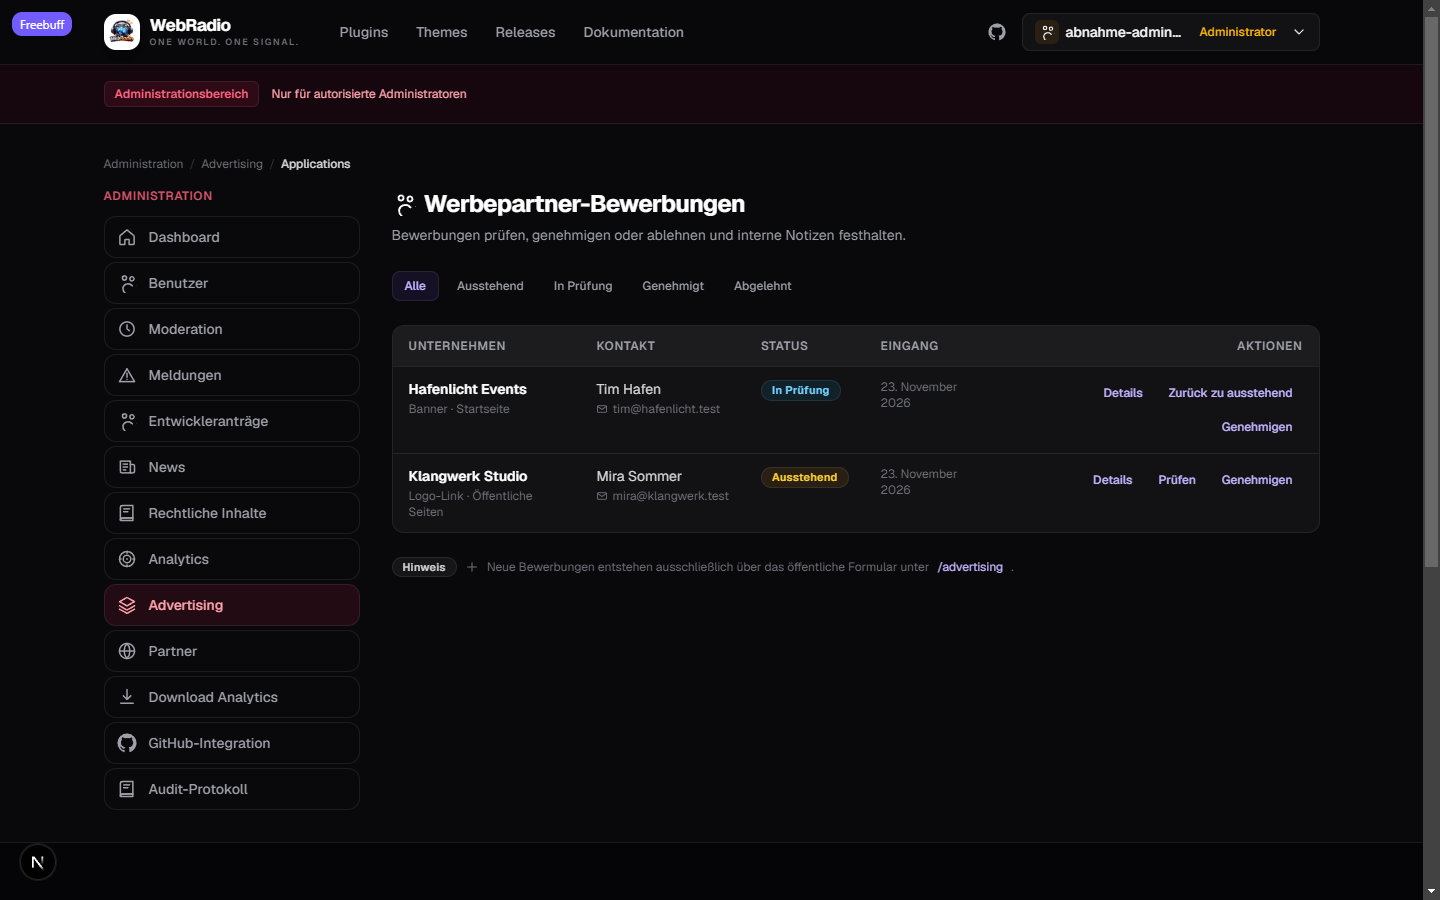 Freebuff
WebRadio
ONE WORLD. ONE SIGNAL.
Plugins
Themes
Releases
Dokumentation
abnahme-admin...
Administrator
Administrationsbereich
Nur für autorisierte Administratoren
Administration / Advertising / Applications
ADMINISTRATION
Dashboard
Benutzer
Moderation
Meldungen
Entwickleranträge
News
Rechtliche Inhalte
Analytics
Advertising
Partner
Download Analytics
GitHub-Integration
Audit-Protokoll
Werbepartner-Bewerbungen
Bewerbungen prüfen, genehmigen oder ablehnen und interne Notizen festhalten.
Alle
Ausstehend
In Prüfung
Genehmigt
Abgelehnt
UNTERNEHMEN
KONTAKT
STATUS
EINGANG
AKTIONEN
Hafenlicht Events
Banner · Startseite
Tim Hafen
tim@hafenlicht.test
In Prüfung
23. November
2026
Details
Zurück zu ausstehend
Genehmigen
Klangwerk Studio
Logo-Link · Öffentliche
Seiten
Mira Sommer
mira@klangwerk.test
Ausstehend
23. November
2026
Details
Prüfen
Genehmigen
Hinweis
Neue Bewerbungen entstehen ausschließlich über das öffentliche Formular unter /advertising .
N